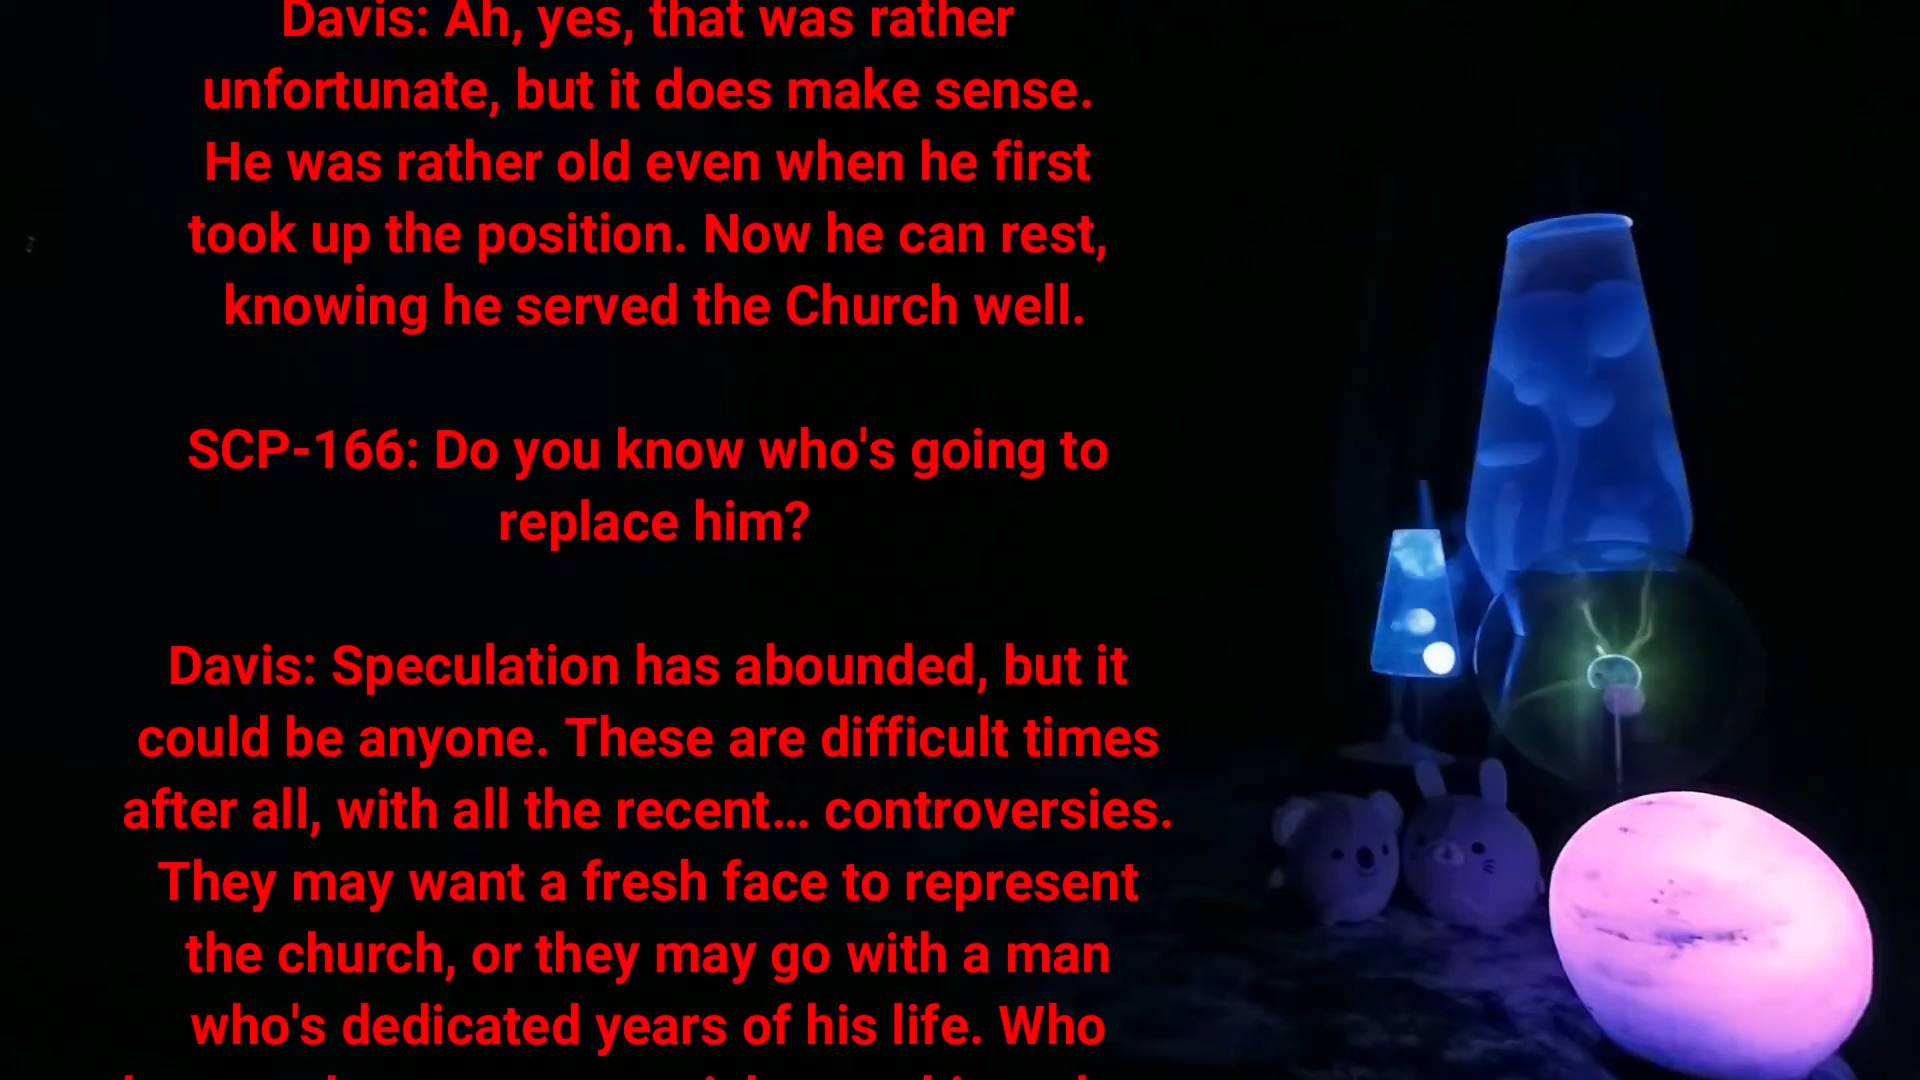 Davis: Ah, yes, that was rather
unfortunate, but it does make sense.
He was rather old even when he first
took up the position. Now he can rest,
knowing he served the Church well.
SCP-166: Do you know who's going to
replace him?
Davis: Speculation has abounded, but it
could be anyone. These are difficult times
after all, with all the recent… controversies.
They may want a fresh face to represent
the church, or they may go with a man
who's dedicated years of his life. Who